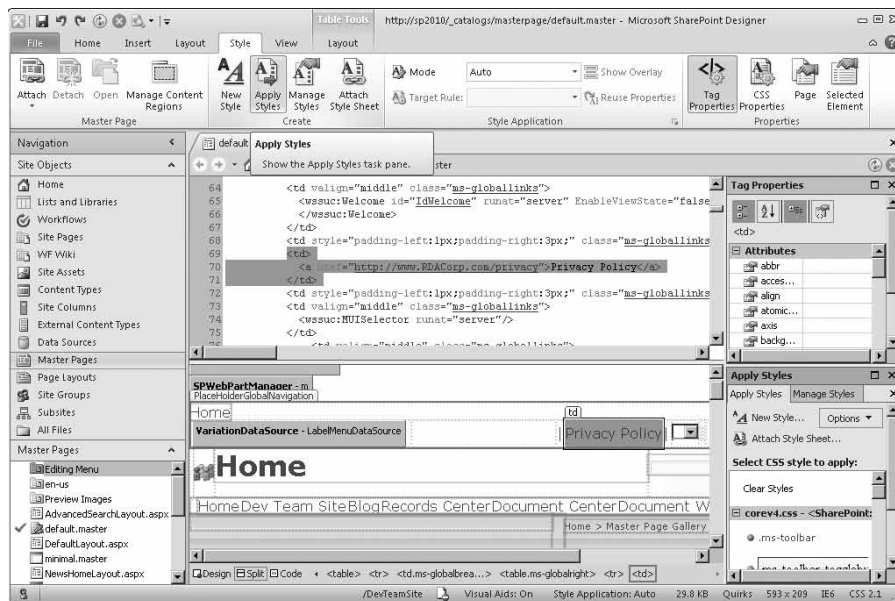 Table Tools
http://sp2010/_catalogs/masterpage/default.master - Microsoft SharePoint Designer
File Home Insert Layout Style View Layout
Attach Detach Open Manage Content Regions
New Style Apply Styles Manage Styles Attach Style Sheet
Mode Auto Show Overlay
Target Rule: Reuse Properties
Tag Properties CSS Properties Page Selected Element
Master Page Create Style Application Properties
Navigation
default
Apply Styles
Show the Apply Styles task pane.
Site Objects
Home
Lists and Libraries
Workflows
Site Pages
WF Wiki
Site Assets
Content Types
Site Columns
External Content Types
Data Sources
Master Pages
Page Layouts
Site Groups
Subsites
All Files
Master Pages
Editing Menu
en-us
Preview Images
AdvancedSearchLayout.aspx
default.master
DefaultLayout.aspx
minimal.master
NewsHomeLayout.aspx
ster
64 <td valign="middle" class="ms-globallinks">
65 <wssuc:Welcome id="IdWelcome" runat="server" EnableViewState="false
66 </wssuc:Welcome>
67 </td>
68 <td style="padding-left:1px;padding-right:3px;" class="ms-globallinks
69 <td>
70 <a href="http://www.RDACorp.com/privacy">Privacy Policy</a>
71 </td>
72 <td style="padding-left:1px;padding-right:3px;" class="ms-globallinks
73 <td valign="middle" class="ms-globallinks">
74 <wssuc:MUISelector runat="server"/>
75 </td>
76 <td valign="middle" class="ms-globallinks
SPWebPartManager - m
PlaceHolderGlobalNavigation
Home
td
VariationDataSource - LabelMenuDataSource
Privacy Policy
Home
HomeDev Team SiteBlogRecords CenterDocument CenterDocument W
Home > Master Page Gallery
Design Split Code <table> <tr> <td.ms-globalbrea...> <table.ms-globalright> <tr> <td>
Tag Properties
<td>
Attributes
abbr
acces...
align
atomic...
axis
backg...
Apply Styles
Apply Styles Manage Styles
New Style... Options
Attach Style Sheet...
Select CSS style to apply:
Clear Styles
corev4.css - <SharePoint:
.ms-toolbar
/DevTeamSite Visual Aids: On Style Application: Auto 29.8 KB Quirks 593 x 209 IE6 CSS 2.1